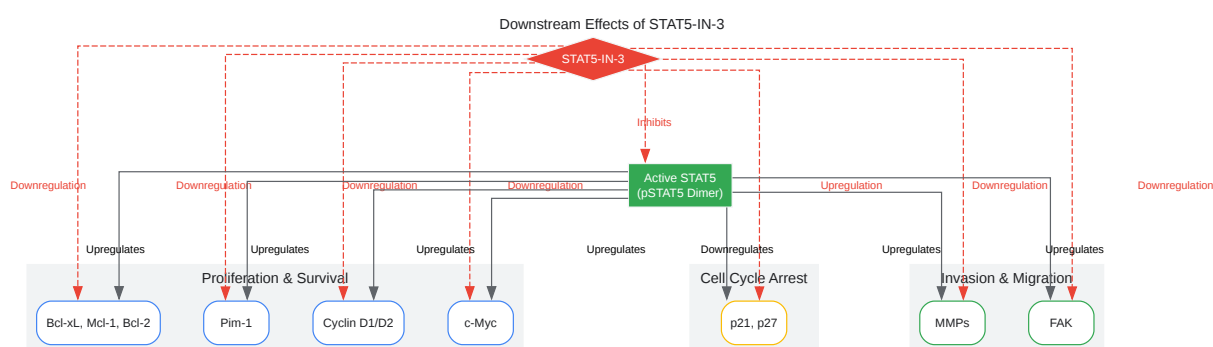 Downstream Effects of STAT5-IN-3
STAT5-IN-3
Inhibits
Active STAT5
(pSTAT5 Dimer)
Downregulation
Downregulation
Downregulation
Downregulation
Upregulation
Downregulation
Downregulation
Upregulates
Upregulates
Upregulates
Upregulates
Downregulates
Upregulates
Upregulates
Proliferation & Survival
Cell Cycle Arrest
Invasion & Migration
Bcl-xL, Mcl-1, Bcl-2
Pim-1
Cyclin D1/D2
c-Myc
p21, p27
MMPs
FAK